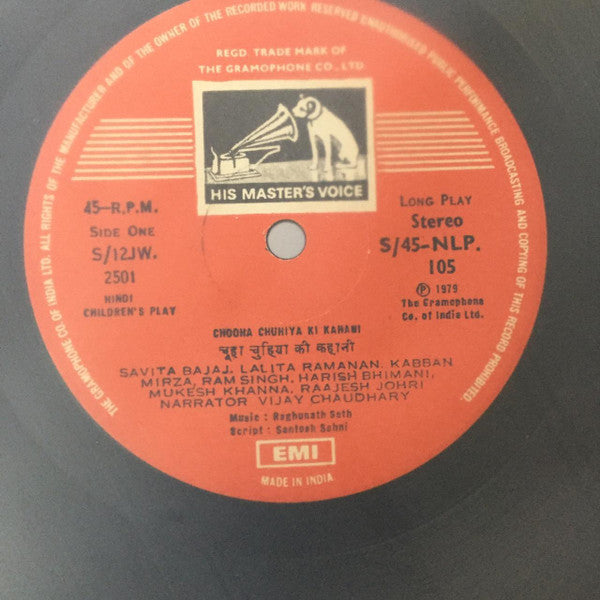 THE GRAMOPHONE CO. OF INDIA LTD. ALL RIGHTS OF THE MANUFACTURER AND OF THE OWNER OF THE RECORDED WORK RESERVED UNAUTHORISED PUBLIC PERFORMANCE BROADCASTING AND COPYING OF THIS RECORD PROHIBITED.
REGD. TRADE MARK OF
THE GRAMOPHONE CO., LTD.
HIS MASTER'S VOICE
45-R.P.M.
SIDE ONE
S/12JW.
2501
HINDI
CHILDREN'S PLAY
LONG PLAY
Stereo
S/45-NLP.
105
Ⓟ 1979
The Gramophone
Co. of India Ltd.
CHOOHA CHUHIYA KI KAHANI
चूहा चुहिया की कहानी
SAVITA BAJAJ, LALITA RAMANAN, KABBAN
MIRZA, RAM SINGH, HARISH BHIMANI,
MUKESH KHANNA, RAAJESH JOHRI
NARRATOR VIJAY CHAUDHARY
Music : Raghunath Seth
Script : Santosh Sahni
EMI
MADE IN INDIA